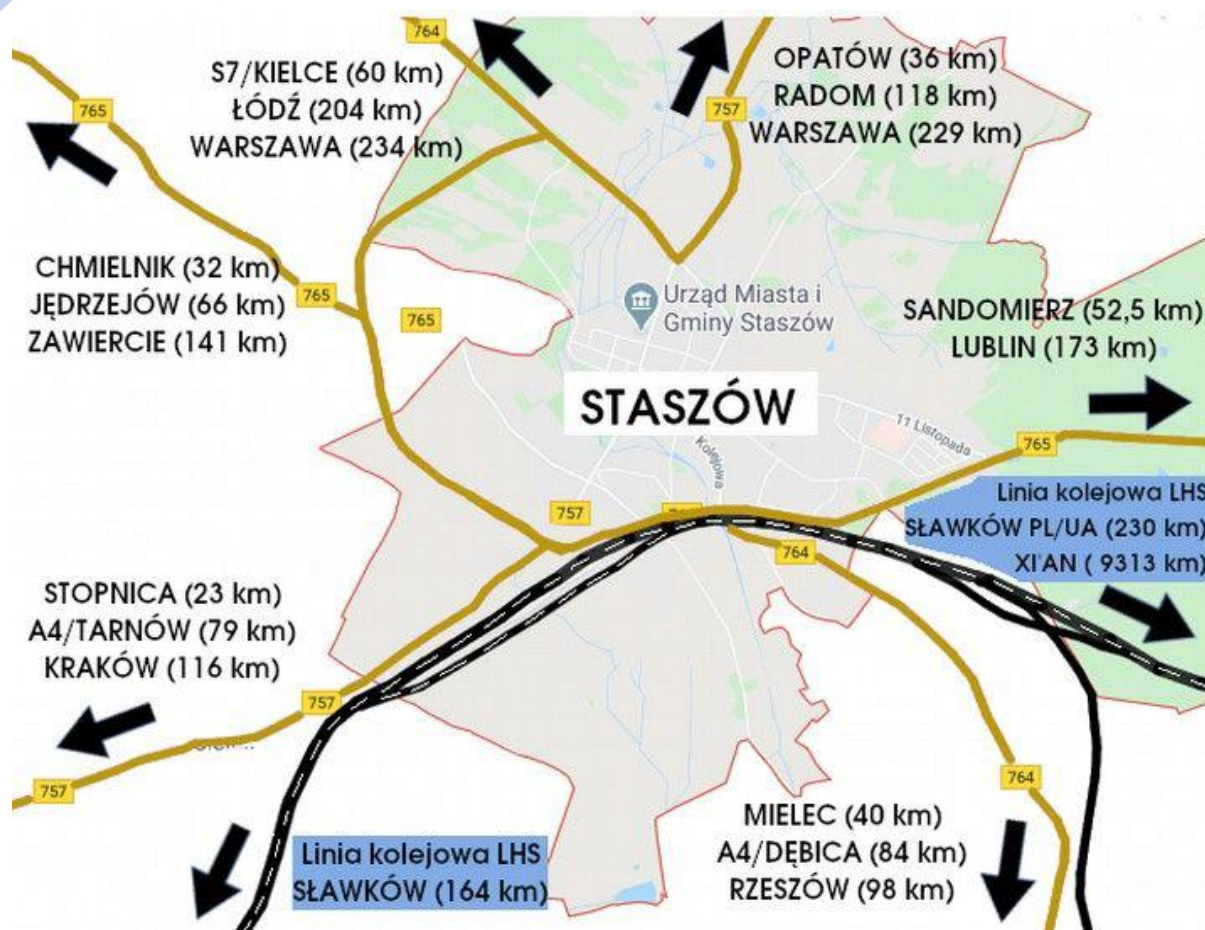 764
S7/KIELCE (60 km)
ŁÓDŹ (204 km)
WARSZAWA (234 km)
OPATÓW (36 km)
RADOM (118 km)
WARSZAWA (229 km)
757
765
CHMIELNIK (32 km)
JĘDRZEJÓW (66 km)
ZAWIERCIE (141 km)
765
765
Urząd Miasta i
Gminy Staszów
SANDOMIERZ (52,5 km)
LUBLIN (173 km)
STASZÓW
11 Listopada
Kolejowa
765
757
Linia kolejowa LHS
SŁAWKÓW PL/UA (230 km)
XI'AN ( 9313 km)
764
STOPNICA (23 km)
A4/TARNÓW (79 km)
KRAKÓW (116 km)
757
757
764
MIELEC (40 km)
A4/DĘBICA (84 km)
RZESZÓW (98 km)
Linia kolejowa LHS
SŁAWKÓW (164 km)